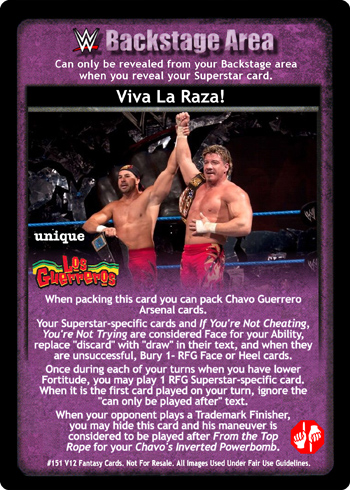 W Backstage Area
Can only be revealed from your Backstage area
when you reveal your Superstar card.
Viva La Raza!
unique
Los
Guerreros
When packing this card you can pack Chavo Guerrero
Arsenal cards.
Your Superstar-specific cards and If You're Not Cheating,
You're Not Trying are considered Face for your Ability,
replace "discard" with "draw" in their text, and when they
are unsuccessful, Bury 1- RFG Face or Heel cards.
Once during each of your turns when you have lower
Fortitude, you may play 1 RFG Superstar-specific card.
When it is the first card played on your turn, ignore the
"can only be played after" text.
When your opponent plays a Trademark Finisher,
you may hide this card and his maneuver is
considered to be played after From the Top
Rope for your Chavo's Inverted Powerbomb.
#151 V12 Fantasy Cards. Not For Resale. All Images Used Under Fair Use Guidelines.